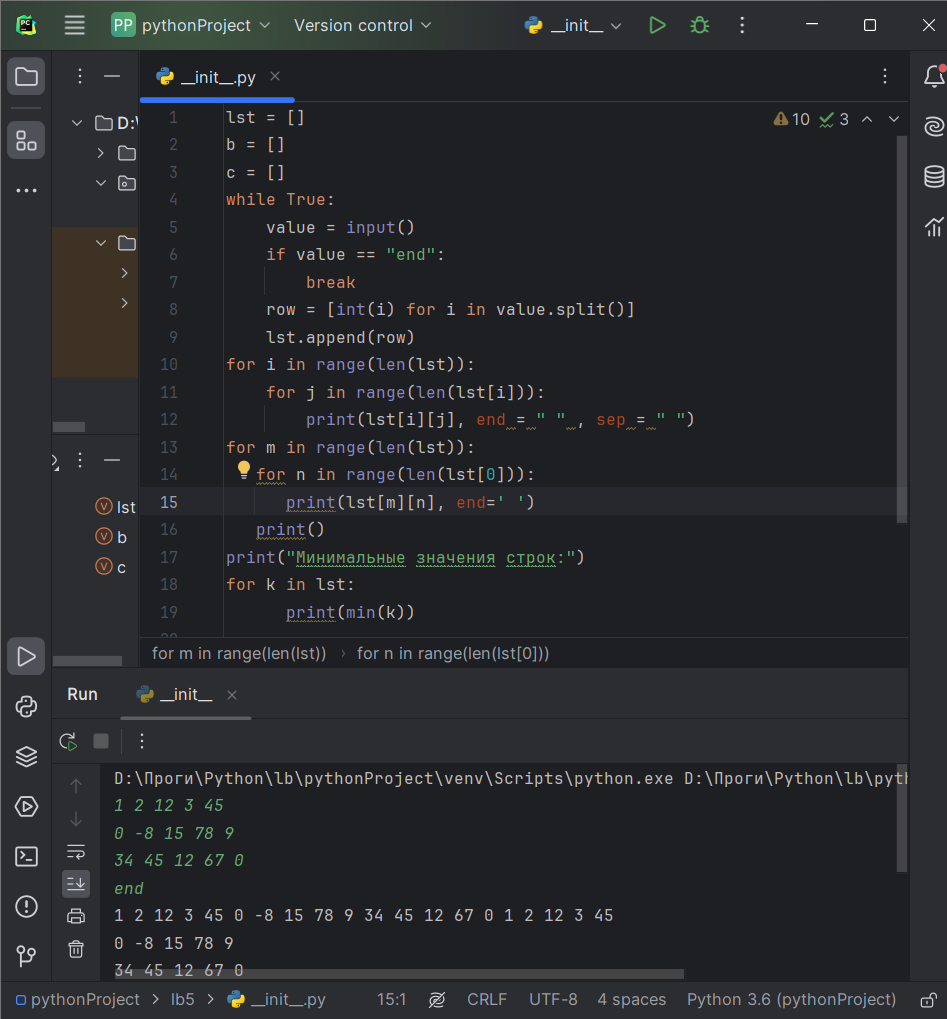 PP pythonProject Version control __init__
__init__.py
D:\
10 3
1 lst = []
2 b = []
3 c = []
4 while True:
5 value = input()
6 if value == "end":
7 break
8 row = [int(i) for i in value.split()]
9 lst.append(row)
10 for i in range(len(lst)):
11 for j in range(len(lst[i])):
12 print(lst[i][j], end = " " , sep = " ")
13 for m in range(len(lst)):
14 for n in range(len(lst[0])):
15 print(lst[m][n], end=' ')
16 print()
17 print("Минимальные значения строк:")
18 for k in lst:
19 print(min(k))
V lst
V b
V c
for m in range(len(lst)) › for n in range(len(lst[0]))
Run __init__
D:\Проги\Python\lb\pythonProject\venv\Scripts\python.exe D:\Проги\Python\lb\pyth
1 2 12 3 45
0 -8 15 78 9
34 45 12 67 0
end
1 2 12 3 45 0 -8 15 78 9 34 45 12 67 0 1 2 12 3 45
0 -8 15 78 9
34 45 12 67 0
pythonProject > lb5 > __init__.py 15:1 CRLF UTF-8 4 spaces Python 3.6 (pythonProject)